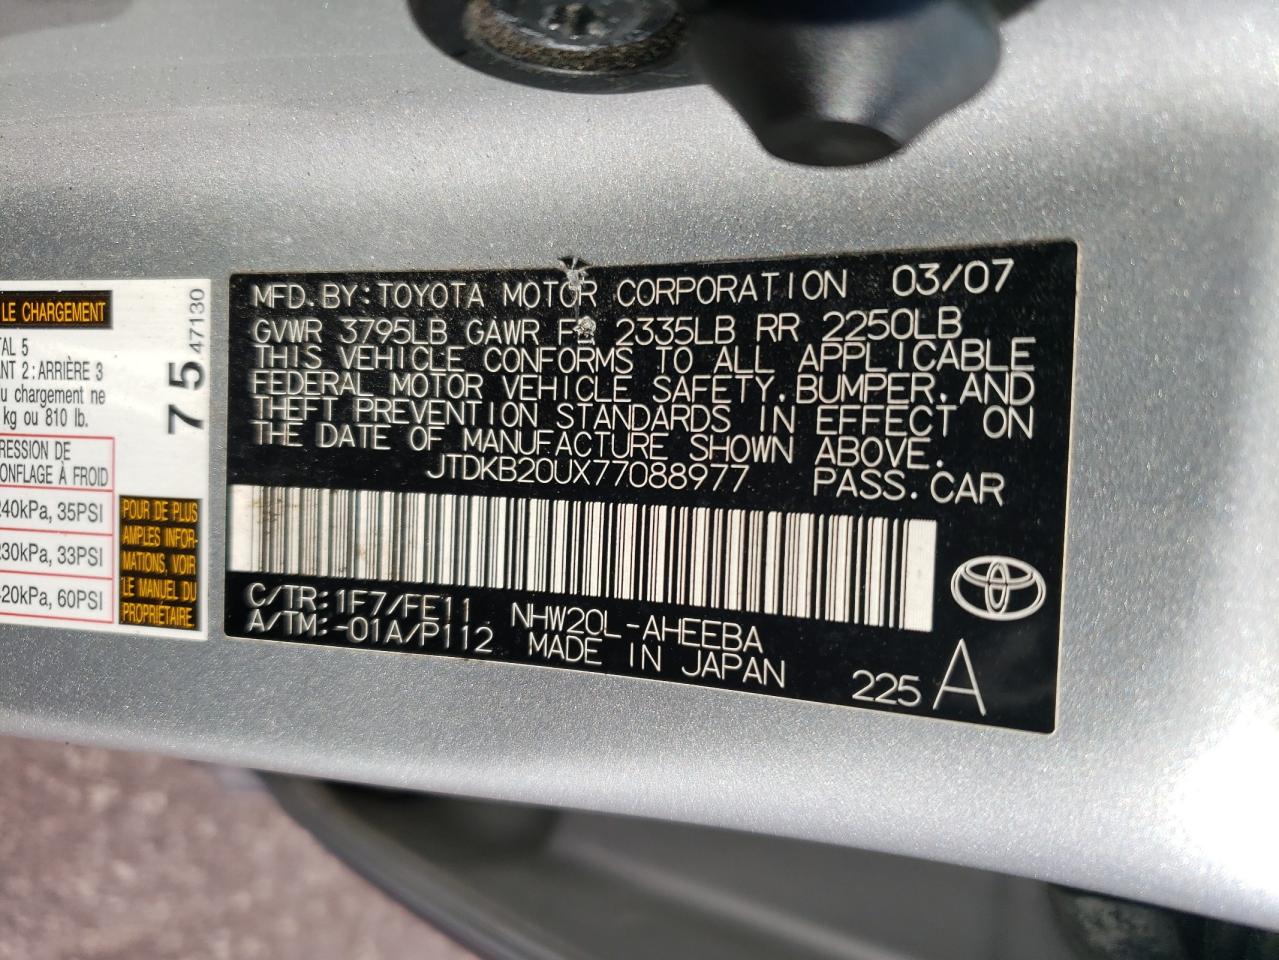 LE CHARGEMENT
TAL 5
ANT 2 : ARRIÈRE 3
u chargement ne
kg ou 810 lb.
RESSION DE
ONFLAGE À FROID
240kPa, 35PSI
230kPa, 33PSI
420kPa, 60PSI
75
47130
POUR DE PLUS
AMPLES INFOR-
MATIONS, VOIR
LE MANUEL DU
PROPRIÉTAIRE.
MFD. BY: TOYOTA MOTOR CORPORATION 03/07
GVWR 3795LB GAWR FR 2335LB RR 2250LB
THIS VEHICLE CONFORMS TO ALL APPLICABLE
FEDERAL MOTOR VEHICLE SAFETY, BUMPER, AND
THEFT PREVENTION STANDARDS IN EFFECT ON
THE DATE OF MANUFACTURE SHOWN ABOVE.
JTDKB20UX77088977 PASS. CAR
C/TR: 1F7/FE11 NHW20L-AHEEBA
A/TM: -01A/P112 MADE IN JAPAN
225 A